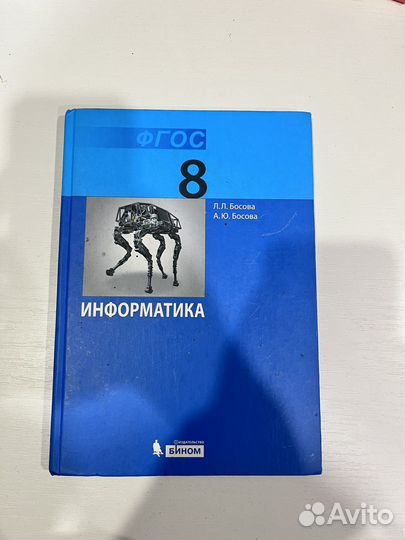 ФГОС
8
Л.Л. Босова
А.Ю. Босова
ИНФОРМАТИКА
ИЗДАТЕЛЬСТВО
БИНОМ
Avito